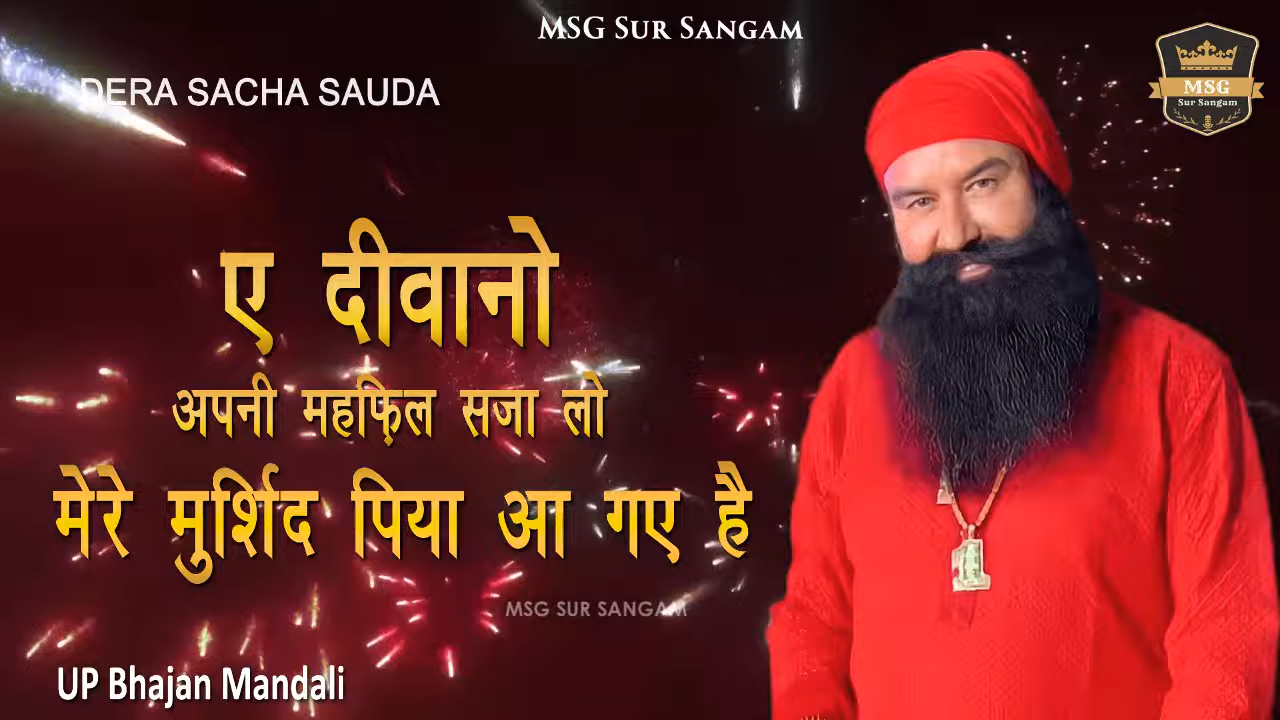 MSG SUR SANGAM
MSG
Sur Sangam
DERA SACHA SAUDA
ए दीवानो
अपनी महफ़िल सजा लो
मेरे मुर्शिद पिया आ गए है
MSG SUR SANGAM
UP Bhajan Mandali